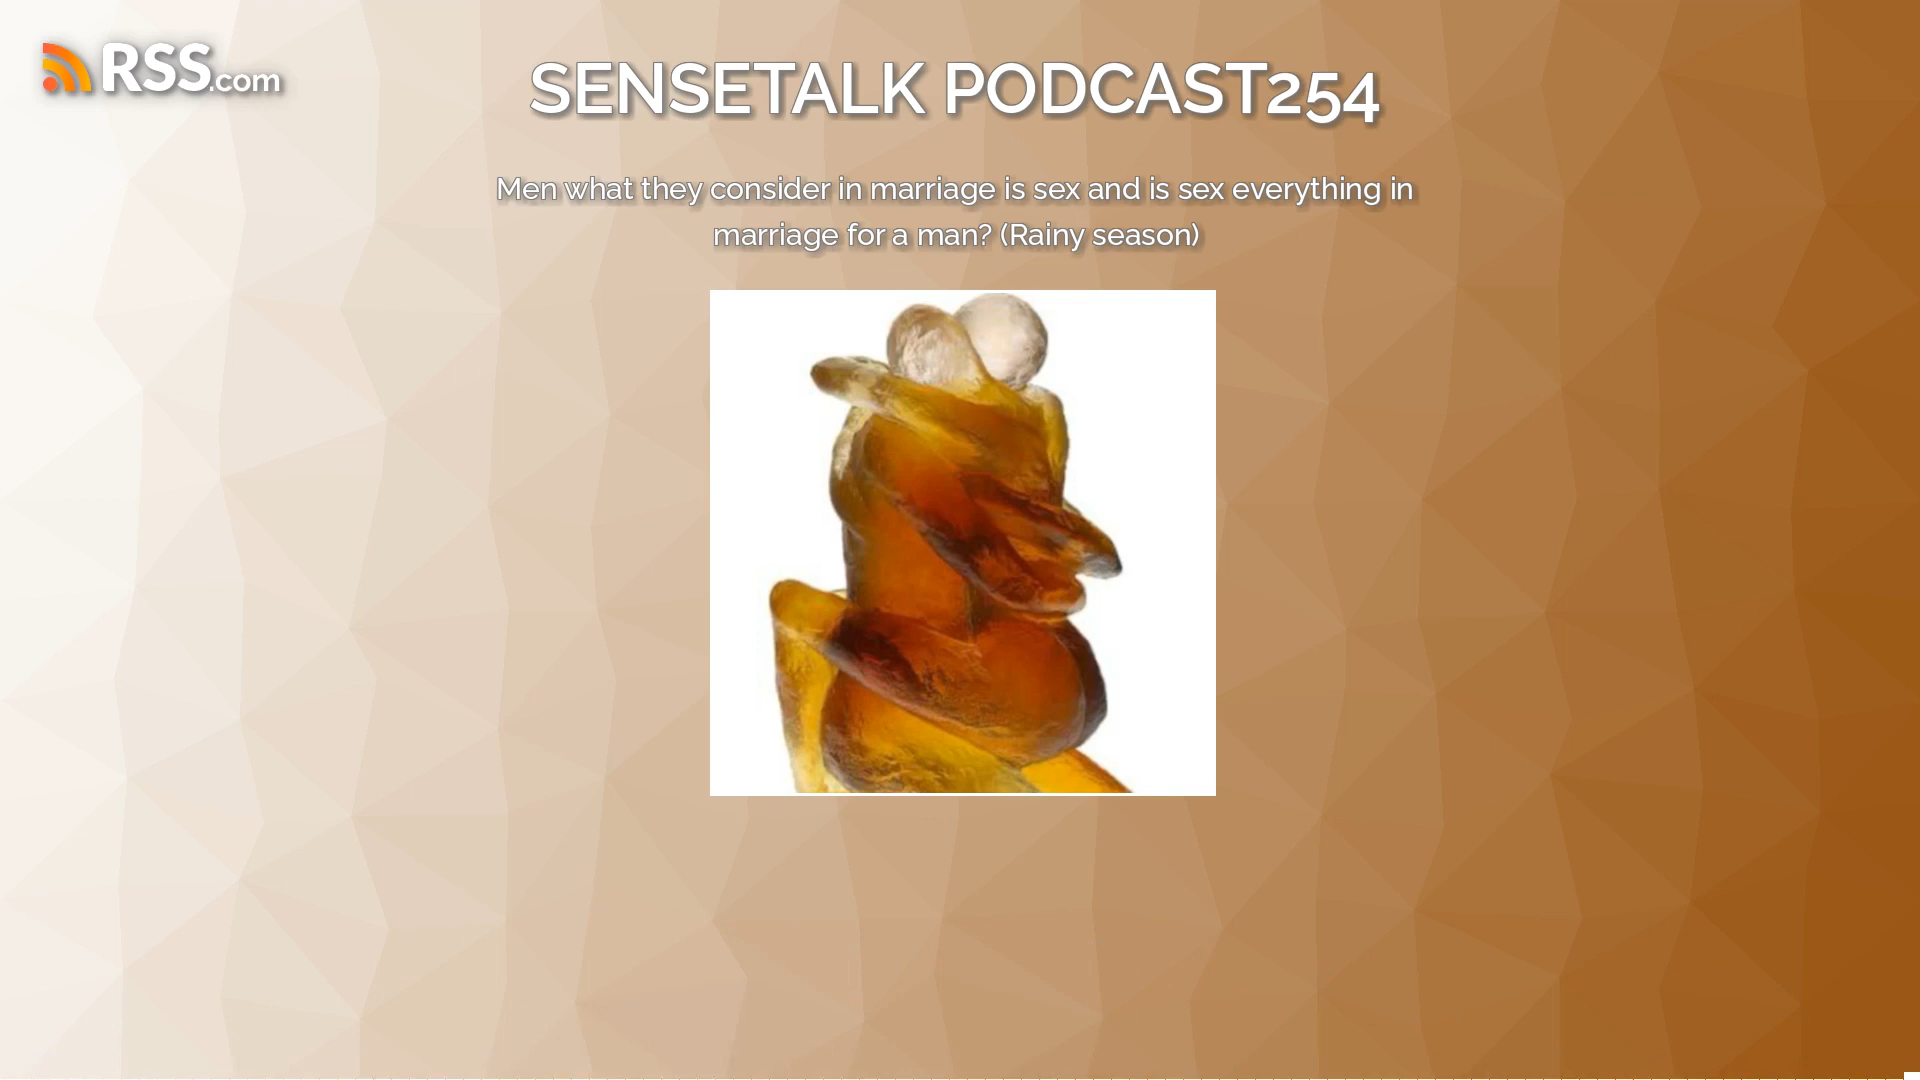 RSS.com
SENSETALK PODCAST254
Men what they consider in marriage is sex and is sex everything in
marriage for a man? (Rainy season)